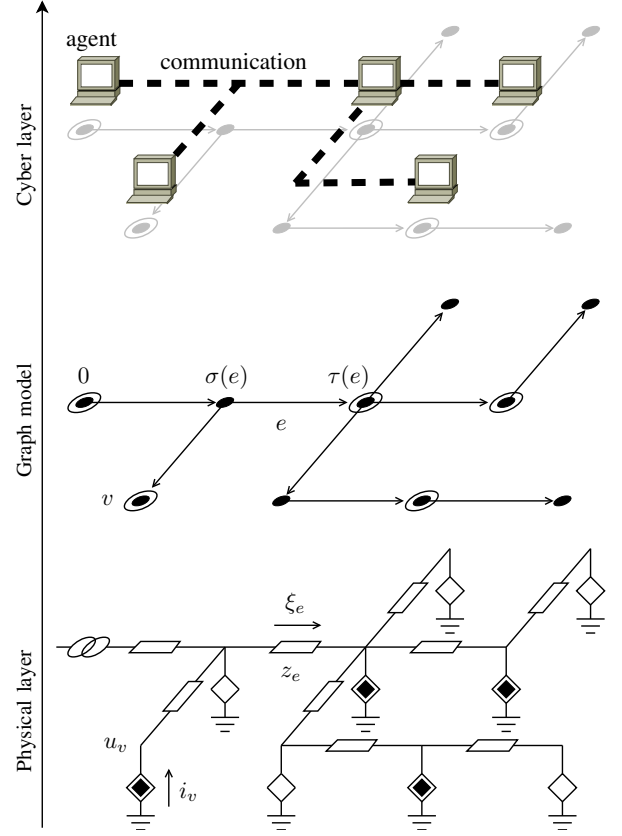 agent
communication
Cyber layer
0
σ(e)
τ(e)
e
v
Graph model
ξ_e
z_e
u_v
i_v
Physical layer